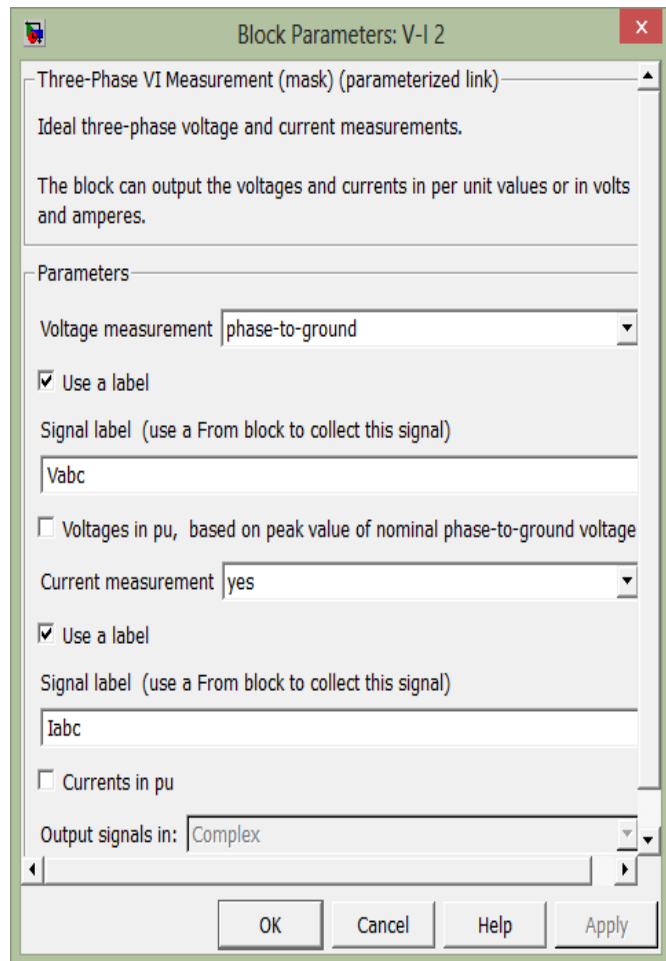 Block Parameters: V-I 2
x
Three-Phase VI Measurement (mask) (parameterized link)
Ideal three-phase voltage and current measurements.
The block can output the voltages and currents in per unit values or in volts
and amperes.
Parameters
Voltage measurement phase-to-ground
Use a label
Signal label (use a From block to collect this signal)
Vabc
Voltages in pu, based on peak value of nominal phase-to-ground voltage
Current measurement yes
Use a label
Signal label (use a From block to collect this signal)
Iabc
Currents in pu
Output signals in: Complex
OK Cancel Help Apply